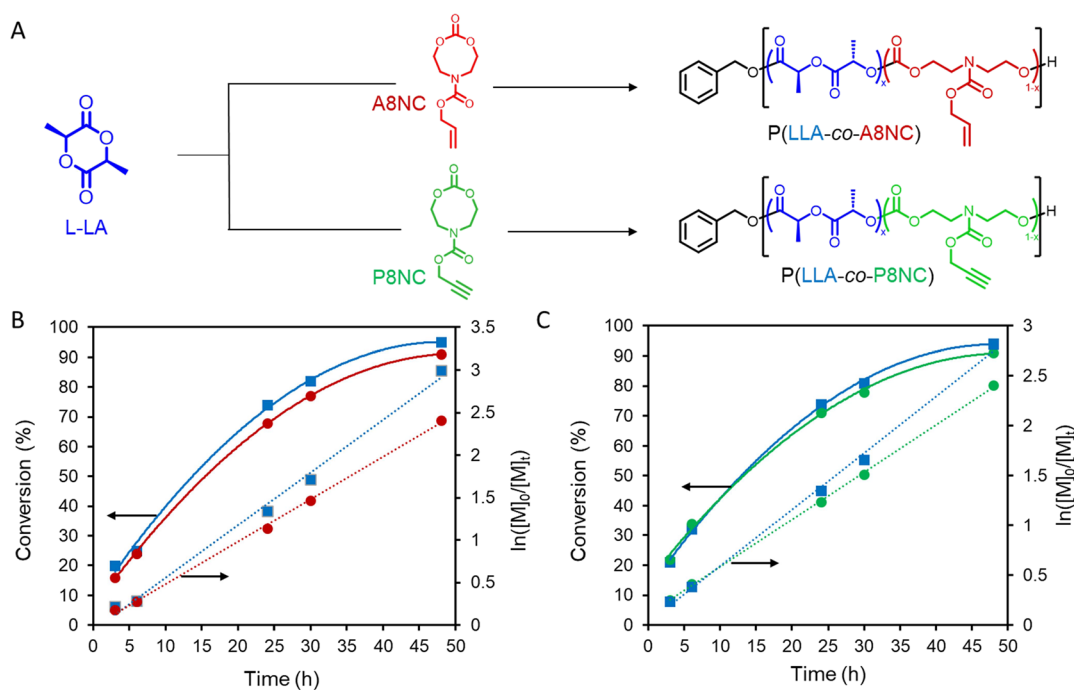 A
L-LA
A8NC
P8NC
P(LLA-co-A8NC)
P(LLA-co-P8NC)
O
O
O
O
O
O
O
N
O
O
O
O
O
N
O
O
O
O
O
O
O
x
O
O
N
O
O
O
1-x
H
O
O
O
O
O
x
O
O
N
O
O
O
1-x
H
B
Conversion (%)
100
90
80
70
60
50
40
30
20
10
0
0 5 10 15 20 25 30 35 40 45 50
Time (h)
3.5
3
2.5
2
1.5
1
0.5
0
ln([M]0/[M]t)
C
Conversion (%)
100
90
80
70
60
50
40
30
20
10
0
0 5 10 15 20 25 30 35 40 45 50
Time (h)
3
2.5
2
1.5
1
0.5
0
ln([M]0/[M]t)